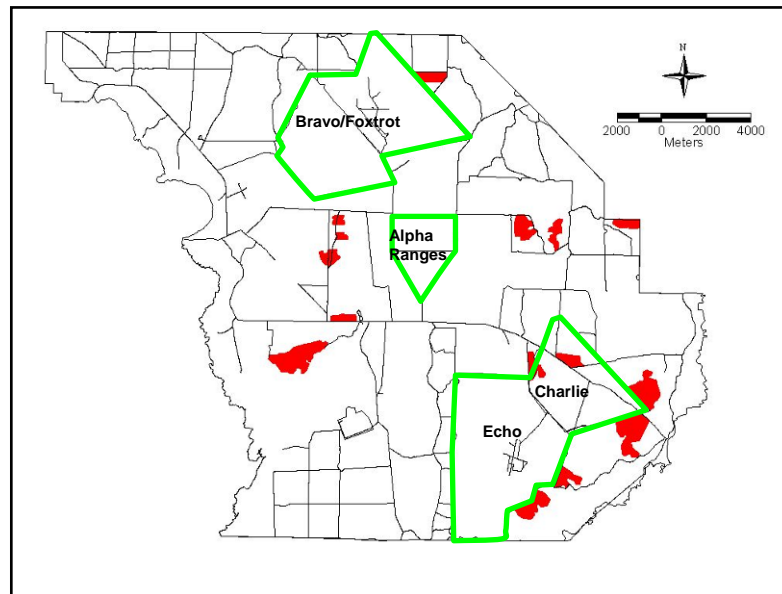 N
Bravo/Foxtrot
2000 0 2000 4000
Meters
Alpha
Ranges
Charlie
Echo